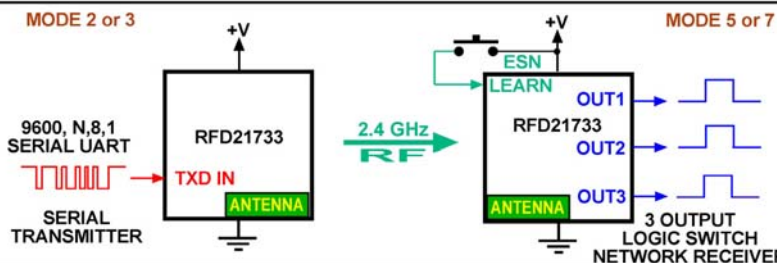 MODE 2 or 3
MODE 5 or 7
+V
+V
ESN
LEARN
OUT1
9600, N,8,1
SERIAL UART
RFD21733
2.4 GHz
RF
RFD21733
OUT2
TXD IN
ANTENNA
ANTENNA
OUT3
SERIAL
TRANSMITTER
3 OUTPUT
LOGIC SWITCH
NETWORK RECEIVER